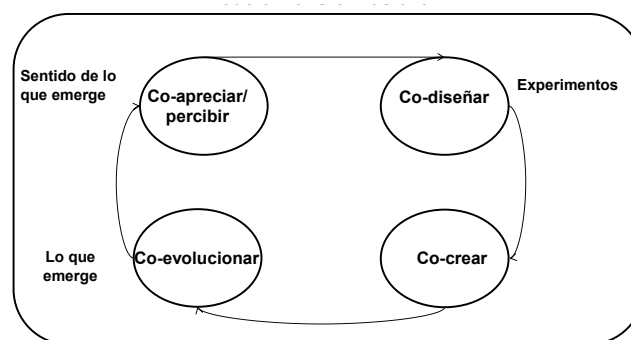 Sentido de lo
que emerge
Co-apreciar/
percibir
Co-diseñar
Experimentos
Lo que
emerge
Co-evolucionar
Co-crear